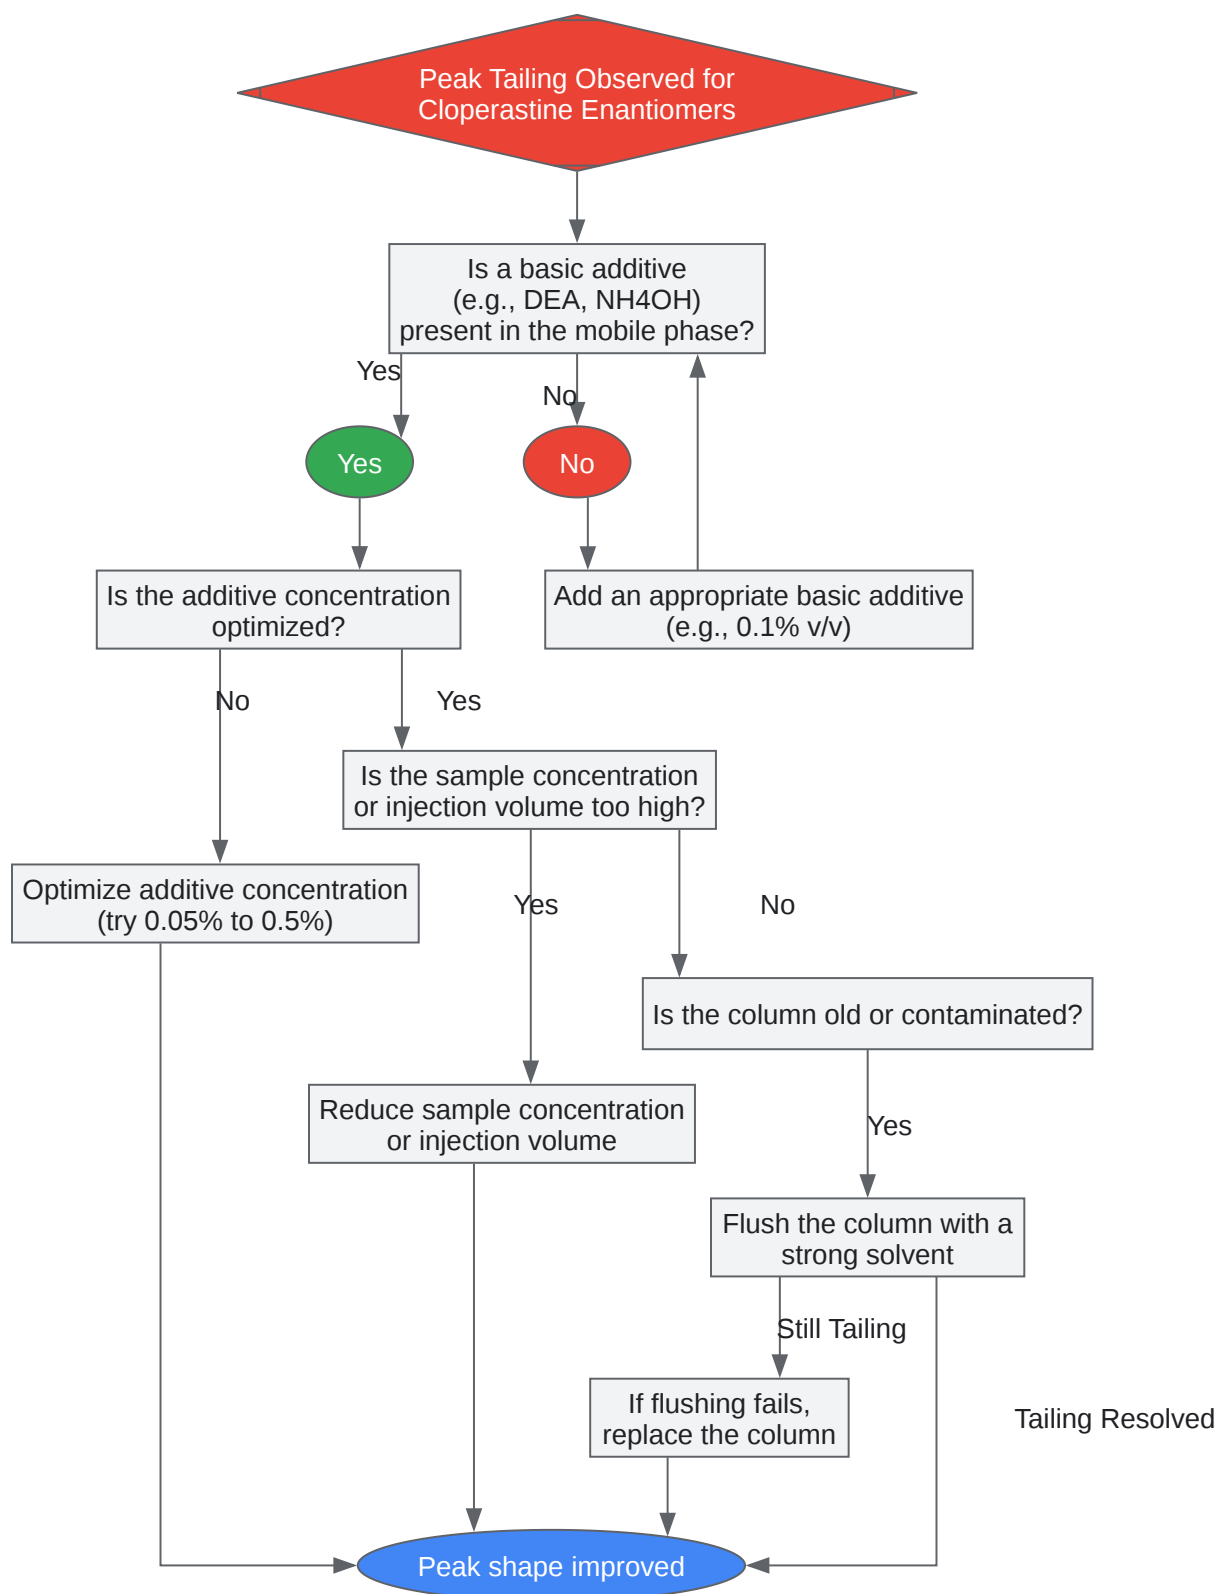 Peak Tailing Observed for
Cloperastine Enantiomers
Is a basic additive
(e.g., DEA, NH4OH)
present in the mobile phase?
Yes
No
Yes
No
Is the additive concentration
optimized?
Add an appropriate basic additive
(e.g., 0.1% v/v)
No
Yes
Is the sample concentration
or injection volume too high?
Optimize additive concentration
(try 0.05% to 0.5%)
Yes
No
Is the column old or contaminated?
Reduce sample concentration
or injection volume
Yes
Flush the column with a
strong solvent
Still Tailing
If flushing fails,
replace the column
Tailing Resolved
Peak shape improved